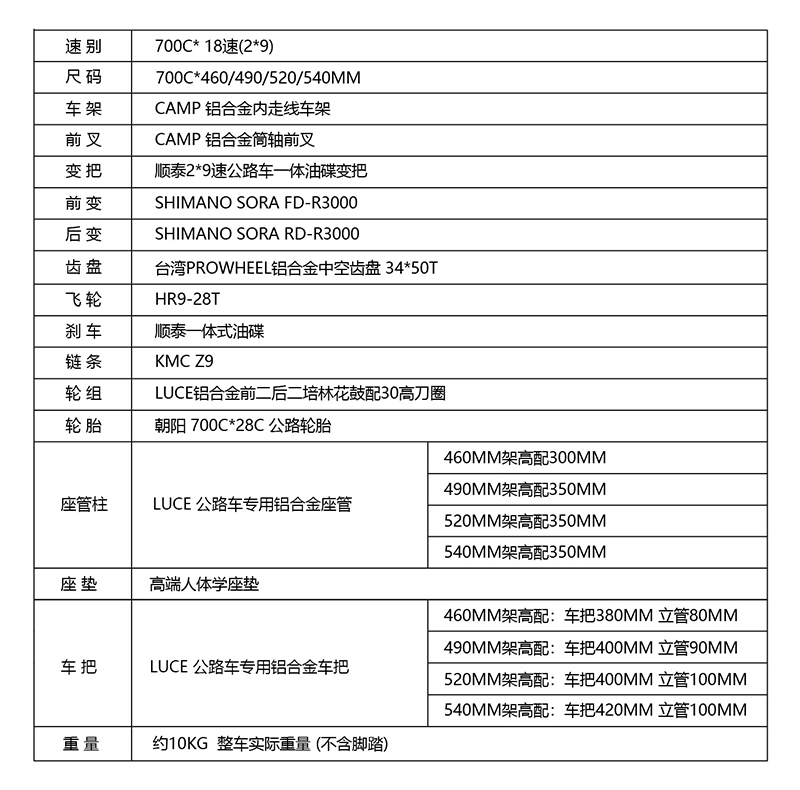 速 别 700C* 18速(2*9)
尺 码 700C*460/490/520/540MM
车 架 CAMP 铝合金内走线车架
前 叉 CAMP 铝合金筒轴前叉
变 把 顺泰2*9速公路车一体油碟变把
前 变 SHIMANO SORA FD-R3000
后 变 SHIMANO SORA RD-R3000
齿 盘 台湾PROWHEEL铝合金中空齿盘 34*50T
飞 轮 HR9-28T
刹 车 顺泰一体式油碟
链 条 KMC Z9
轮 组 LUCE铝合金前二后二培林花鼓配30高刀圈
轮 胎 朝阳 700C*28C 公路轮胎
座管柱 LUCE 公路车专用铝合金座管
460MM架高配300MM
490MM架高配350MM
520MM架高配350MM
540MM架高配350MM
座 垫 高端人体学座垫
车 把 LUCE 公路车专用铝合金车把
460MM架高配：车把380MM 立管80MM
490MM架高配：车把400MM 立管90MM
520MM架高配：车把400MM 立管100MM
540MM架高配：车把420MM 立管100MM
重 量 约10KG 整车实际重量 (不含脚踏)